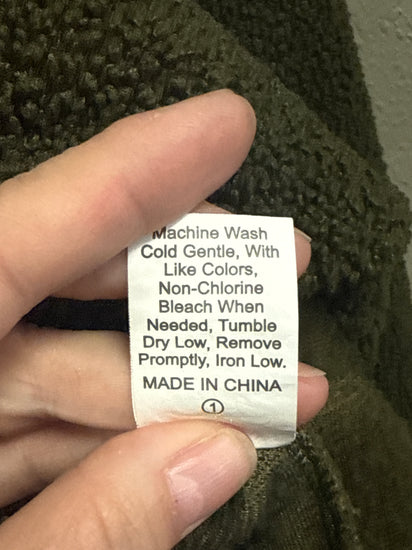 Machine Wash
Cold Gentle, With
Like Colors,
Non-Chlorine
Bleach When
Needed, Tumble
Dry Low, Remove
Promptly, Iron Low.
MADE IN CHINA
①